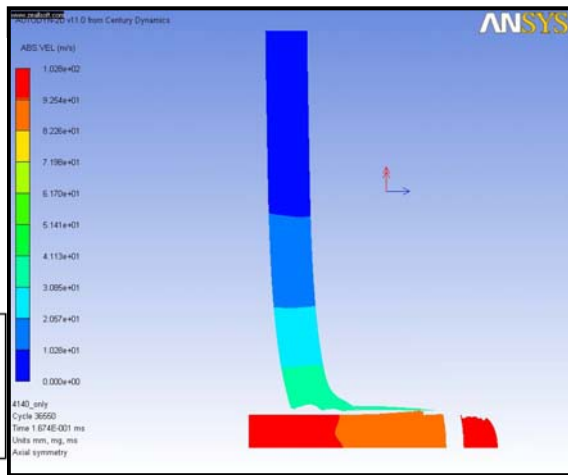 www.zealsoft.com
AUTODYN-2D v11.0 from Century Dynamics
ANSYS
ABS.VEL (m/s)
1.028e+02
9.254e+01
8.226e+01
7.198e+01
6.170e+01
5.141e+01
4.113e+01
3.085e+01
2.057e+01
1.028e+01
0.000e+00
4140_only
Cycle 36550
Time 1.674E-001 ms
Units mm, mg, ms
Axial symmetry